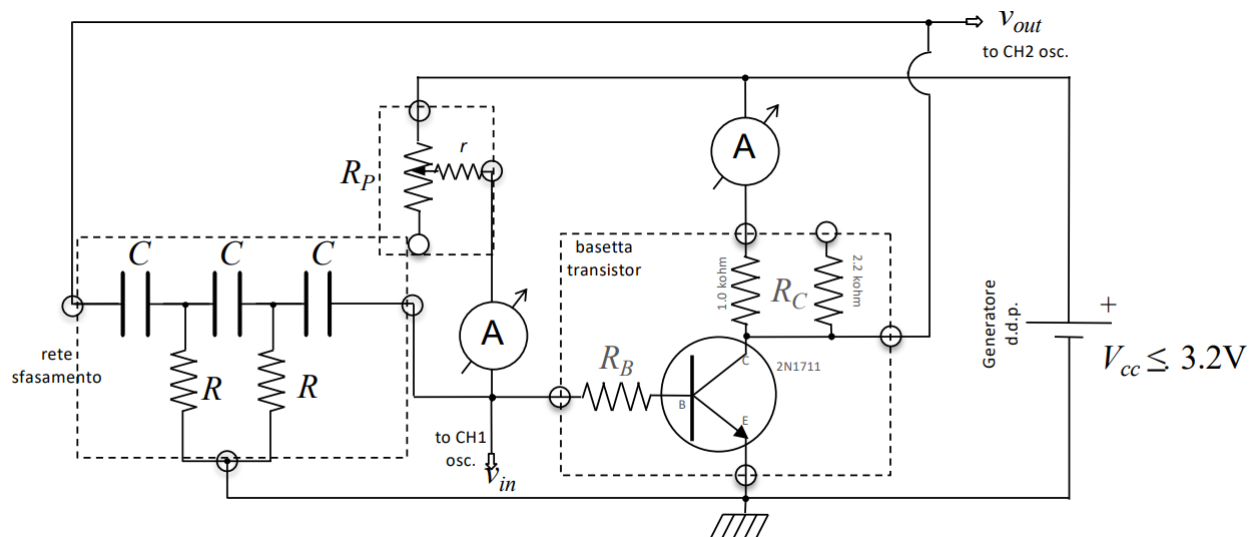 v_out
to CH2 osc.
A
r
R_P
C
C
C
basetta
transistor
1.0 kohm
R_C
2.2 kohm
Generatore
d.d.p.
+
V_cc ≤ 3.2V
A
rete
sfasamento
R
R
R_B
C
2N1711
B
E
to CH1
osc.
v_in